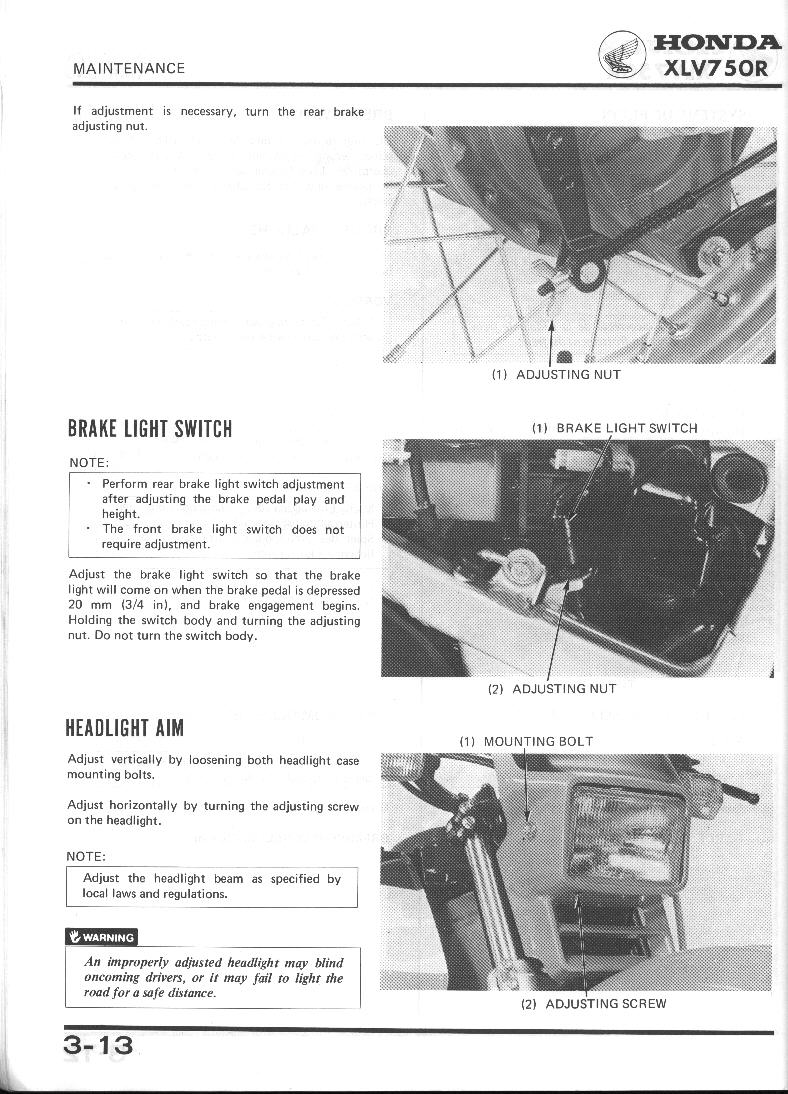 MAINTENANCE
HONDA
XLV750R
If adjustment is necessary, turn the rear brake
adjusting nut.
(1) ADJUSTING NUT
BRAKE LIGHT SWITCH
NOTE:
· Perform rear brake light switch adjustment
after adjusting the brake pedal play and
height.
· The front brake light switch does not
require adjustment.
Adjust the brake light switch so that the brake
light will come on when the brake pedal is depressed
20 mm (3/4 in), and brake engagement begins.
Holding the switch body and turning the adjusting
nut. Do not turn the switch body.
(1) BRAKE LIGHT SWITCH
(2) ADJUSTING NUT
HEADLIGHT AIM
Adjust vertically by loosening both headlight case
mounting bolts.
Adjust horizontally by turning the adjusting screw
on the headlight.
NOTE:
Adjust the headlight beam as specified by
local laws and regulations.
WARNING
An improperly adjusted headlight may blind
oncoming drivers, or it may fail to light the
road for a safe distance.
(1) MOUNTING BOLT
(2) ADJUSTING SCREW
3-13